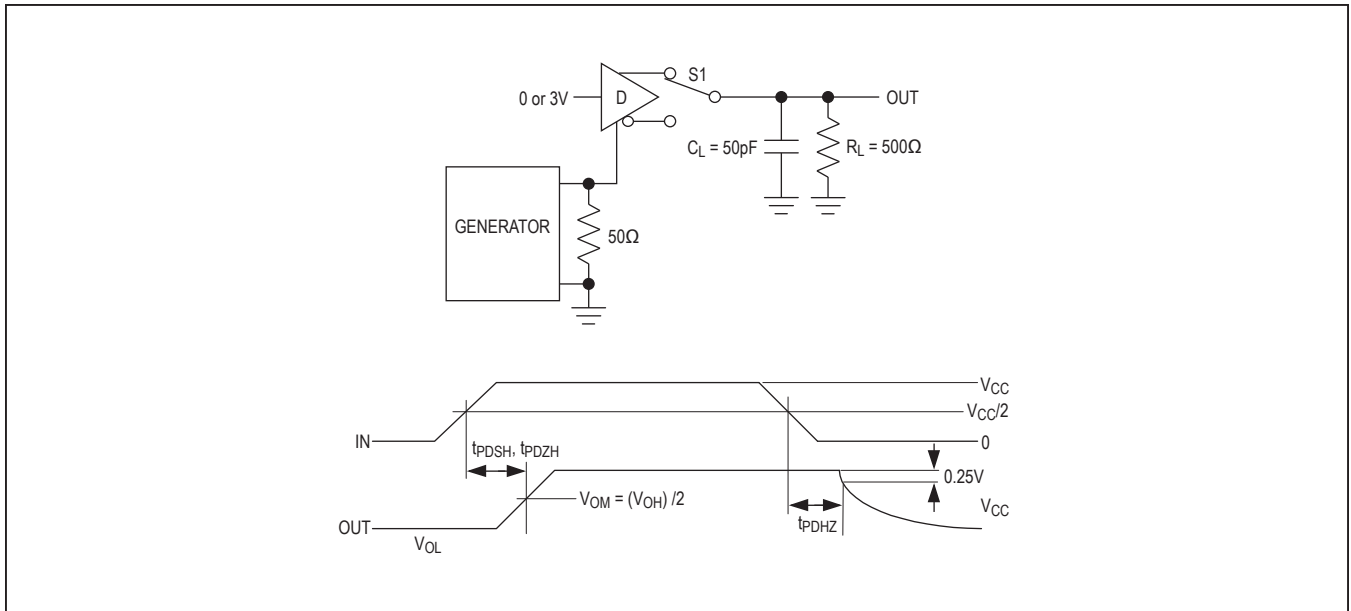 S1
0 or 3V
D
OUT
C_L = 50pF
R_L = 500Ω
GENERATOR
50Ω
V_CC
V_CC/2
IN
0
t_PDSH, t_PDZH
0.25V
V_OM = (V_OH) /2
V_CC
OUT
t_PDHZ
V_OL